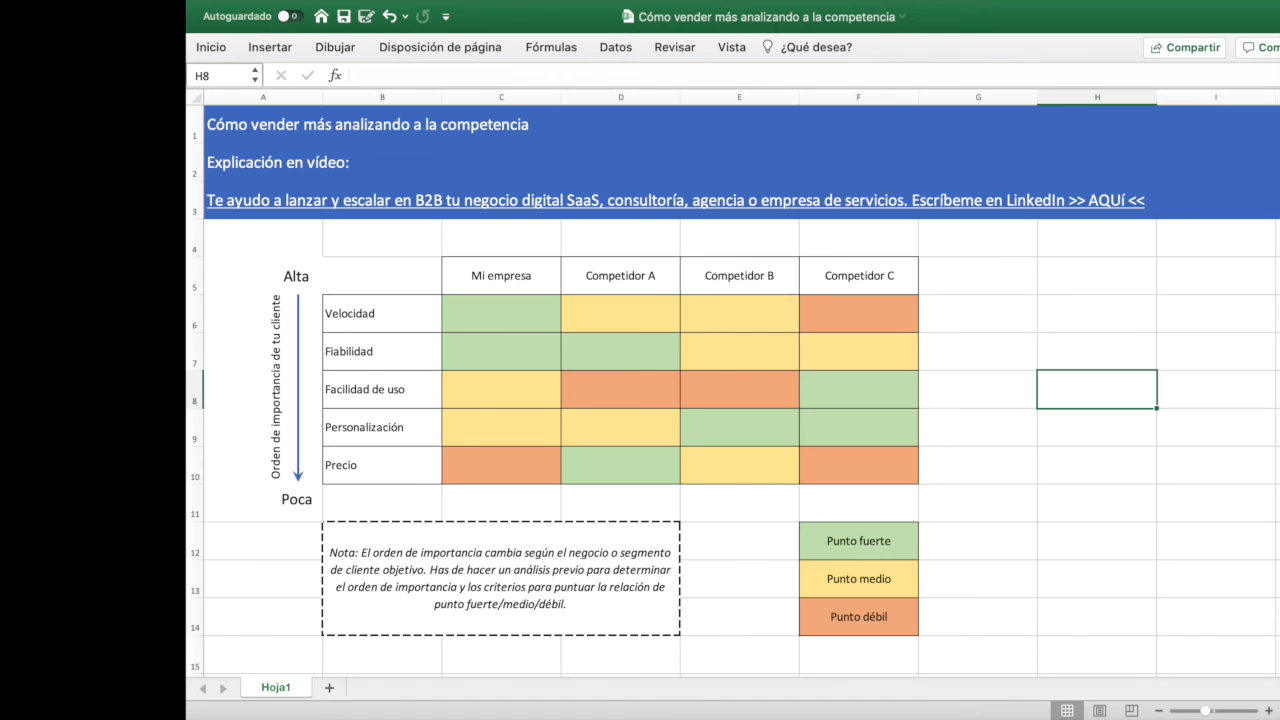 Autoguardado
Cómo vender más analizando a la competencia
Inicio Insertar Dibujar Disposición de página Fórmulas Datos Revisar Vista ¿Qué desea? Compartir Com
H8 fx
A B C D E F G H I
1 Cómo vender más analizando a la competencia
2 Explicación en vídeo:
3 Te ayudo a lanzar y escalar en B2B tu negocio digital SaaS, consultoría, agencia o empresa de servicios. Escríbeme en LinkedIn >> AQUí <<
4
5 Alta Mi empresa Competidor A Competidor B Competidor C
Orden de importancia de tu cliente
6 Velocidad
7 Fiabilidad
8 Facilidad de uso
9 Personalización
10 Precio
11 Poca
12 Nota: El orden de importancia cambia según el negocio o segmento
de cliente objetivo. Has de hacer un análisis previo para determinar
13 el orden de importancia y los criterios para puntuar la relación de
punto fuerte/medio/débil.
Punto fuerte
Punto medio
14 Punto débil
15
Hoja1